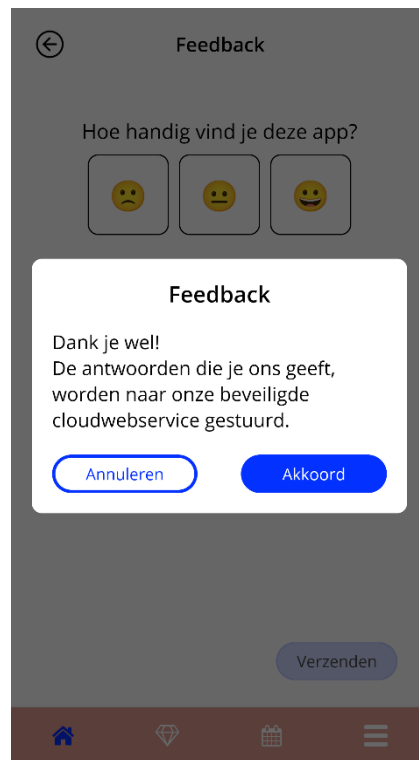 Feedback
Hoe handig vind je deze app?
Feedback
Dank je wel!
De antwoorden die je ons geeft,
worden naar onze beveiligde
cloudwebservice gestuurd.
Annuleren
Akkoord
Verzenden